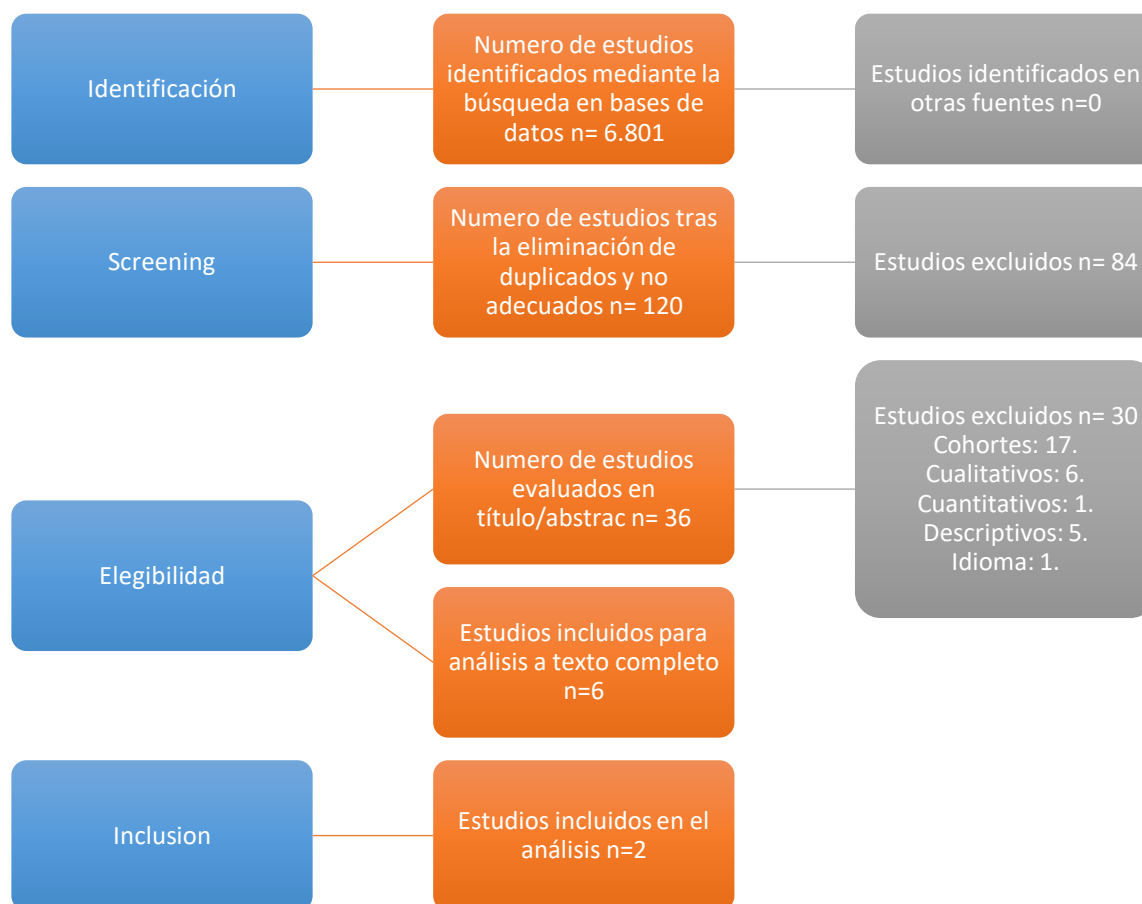 Identificación
Numero de estudios
identificados mediante la
búsqueda en bases de
datos n= 6.801
Estudios identificados en
otras fuentes n=0
Screening
Numero de estudios tras
la eliminación de
duplicados y no
adecuados n= 120
Estudios excluidos n= 84
Elegibilidad
Numero de estudios
evaluados en
título/abstrac n= 36
Estudios excluidos n= 30
Cohortes: 17.
Cualitativos: 6.
Cuantitativos: 1.
Descriptivos: 5.
Idioma: 1.
Estudios incluidos para
análisis a texto completo
n=6
Inclusion
Estudios incluidos en el
análisis n=2